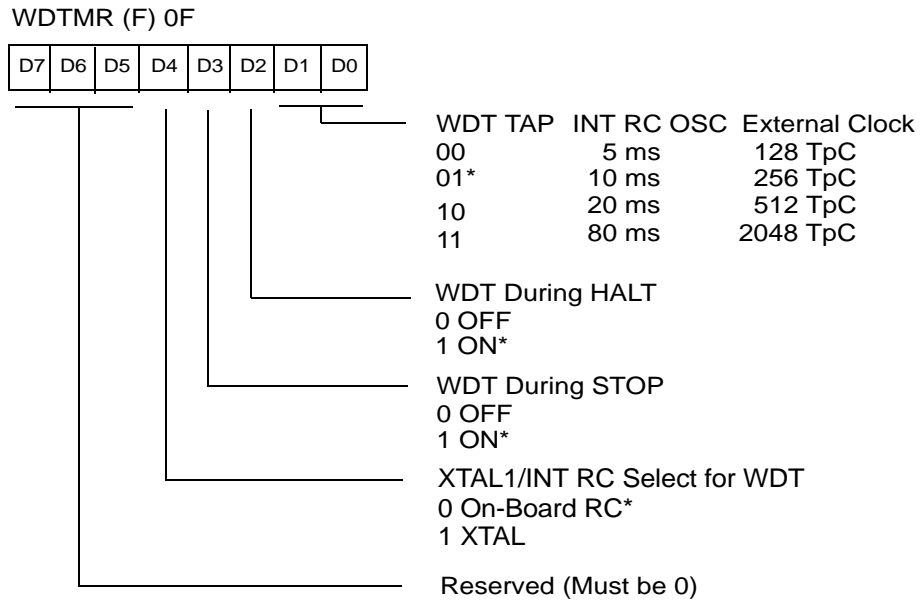 WDTMR (F) 0F
D7 D6 D5 D4 D3 D2 D1 D0
WDT TAP INT RC OSC External Clock
00 5 ms 128 TpC
01* 10 ms 256 TpC
10 20 ms 512 TpC
11 80 ms 2048 TpC
WDT During HALT
0 OFF
1 ON*
WDT During STOP
0 OFF
1 ON*
XTAL1/INT RC Select for WDT
0 On-Board RC*
1 XTAL
Reserved (Must be 0)